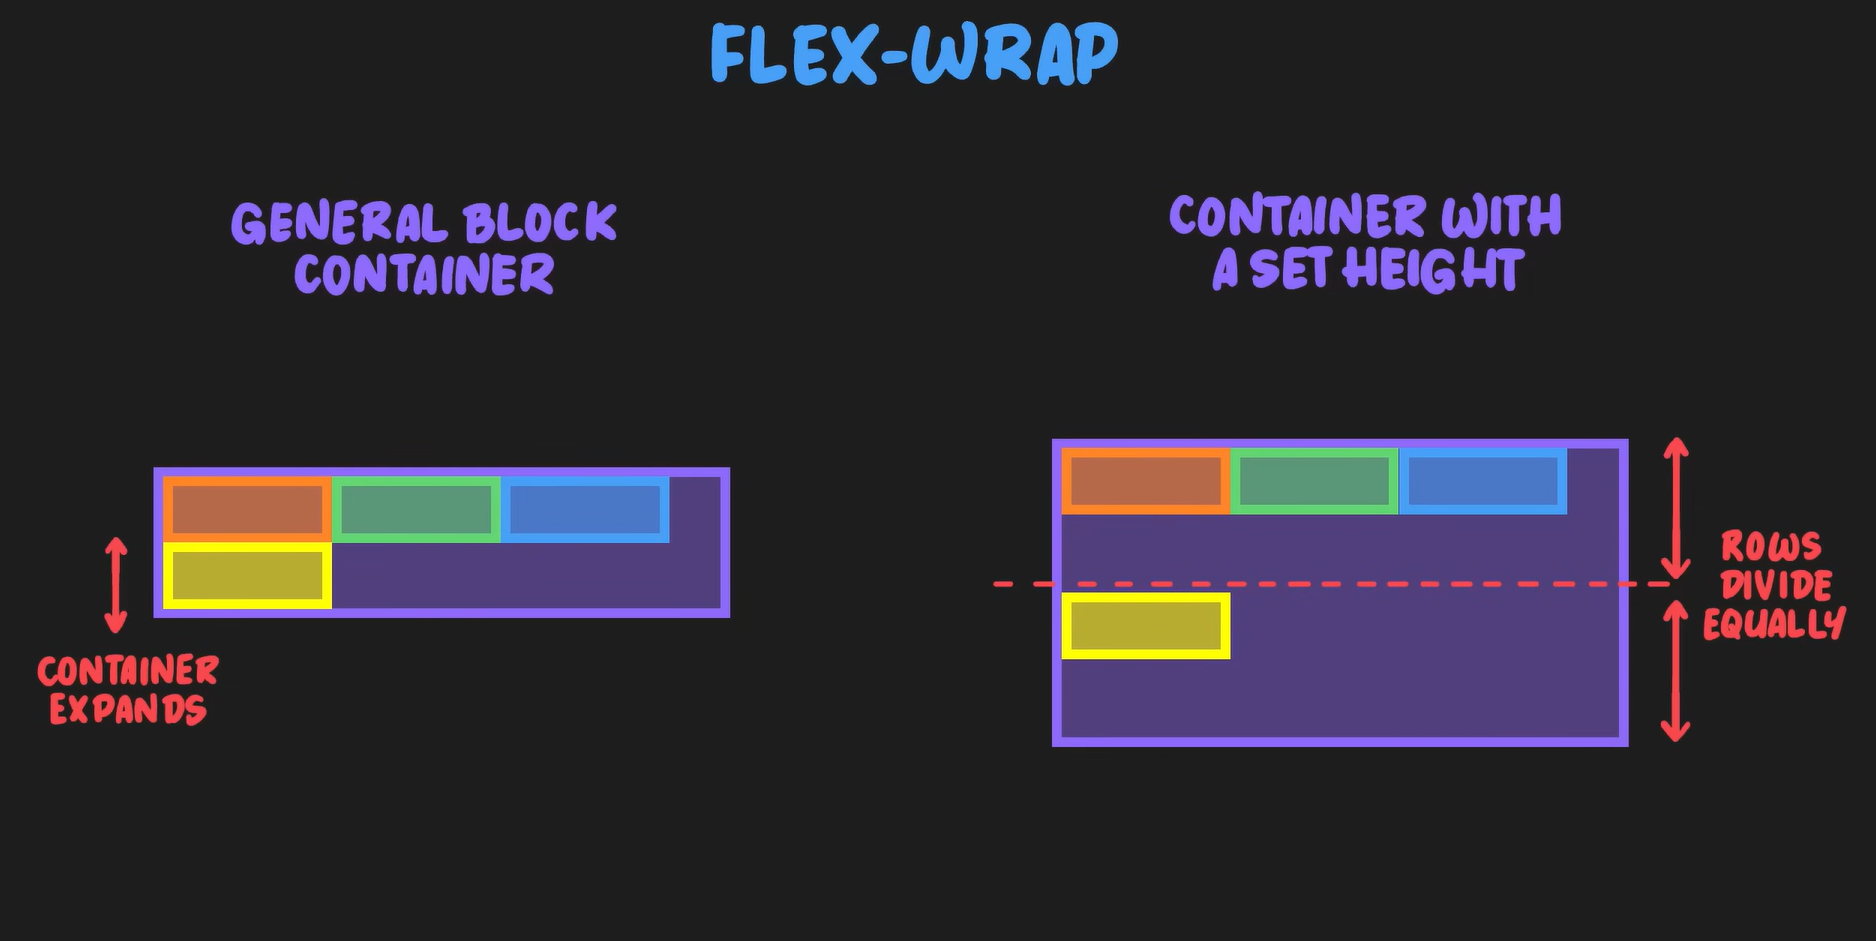 FLEX-WRAP
GENERAL BLOCK
CONTAINER
CONTAINER
EXPANDS
CONTAINER WITH
A SET HEIGHT
ROWS
DIVIDE
EQUALLY